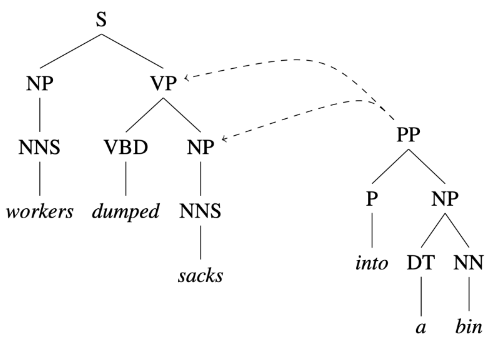 S
NP VP
PP
NNS VBD NP P NP
workers dumped NNS
into DT NN
sacks
a bin